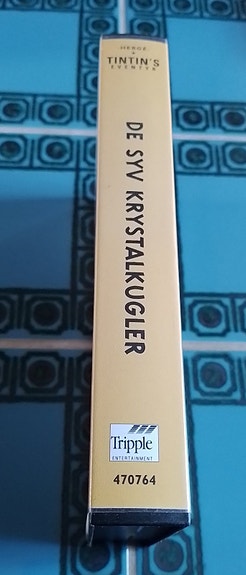 HERGÉ
TINTIN'S
EVENTYR
DE SYV KRYSTALKUGLER
Tripple
ENTERTAINMENT
470764